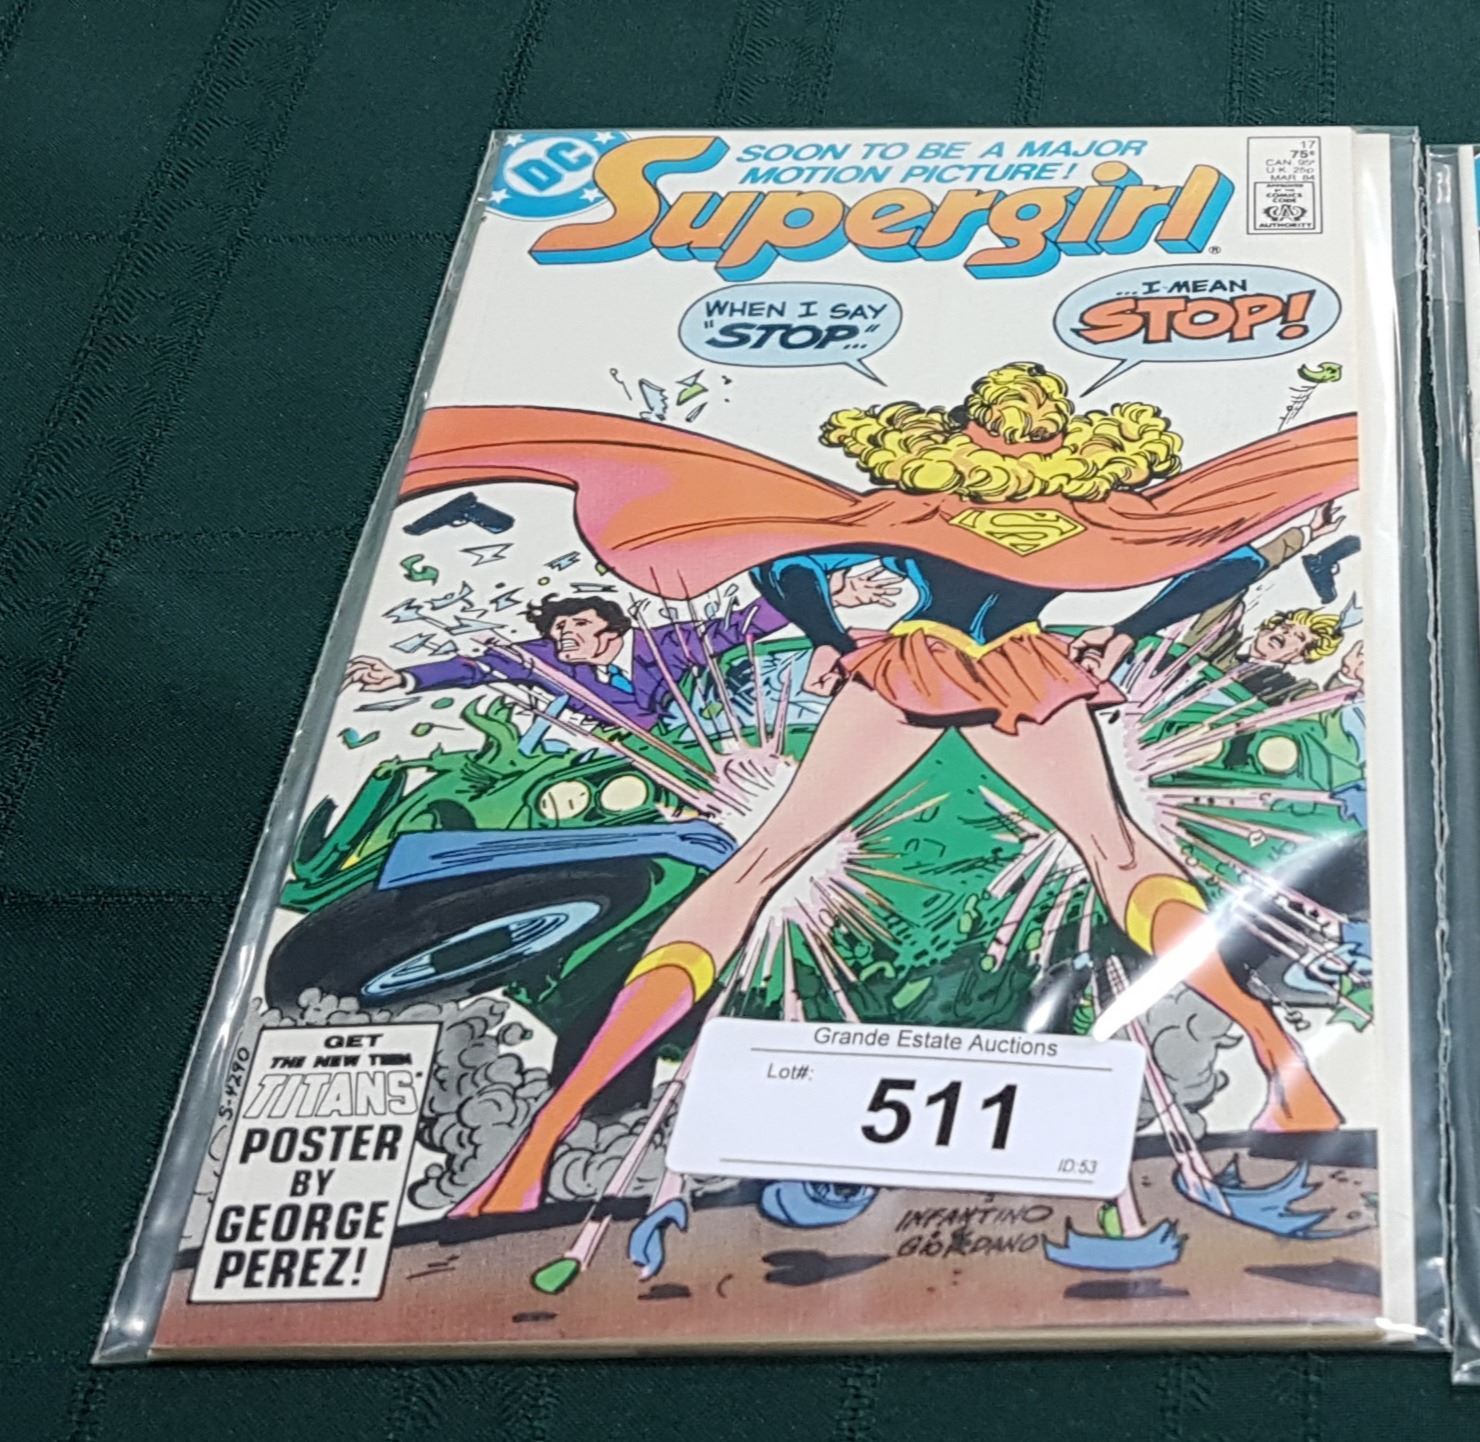 DC
SOON TO BE A MAJOR
MOTION PICTURE!
Supergirl®
17
75¢
CAN. 95¢
U.K. 25p
MAR. 84
APPROVED
BY THE
COMICS
CODE
CA
AUTHORITY
WHEN I SAY
"STOP..."
...I MEAN
STOP!
S
GET
THE NEW TEEN
TITANS
POSTER
BY
GEORGE
PEREZ!
S-4290
Grande Estate Auctions
Lot#:
511
ID:53
INFANTINO
&
GIORDANO